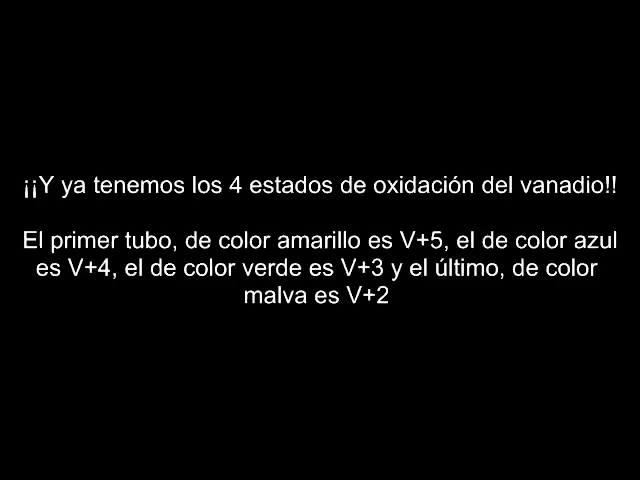 ¡¡Y ya tenemos los 4 estados de oxidación del vanadio!!
El primer tubo, de color amarillo es V+5, el de color azul
es V+4, el de color verde es V+3 y el último, de color
malva es V+2